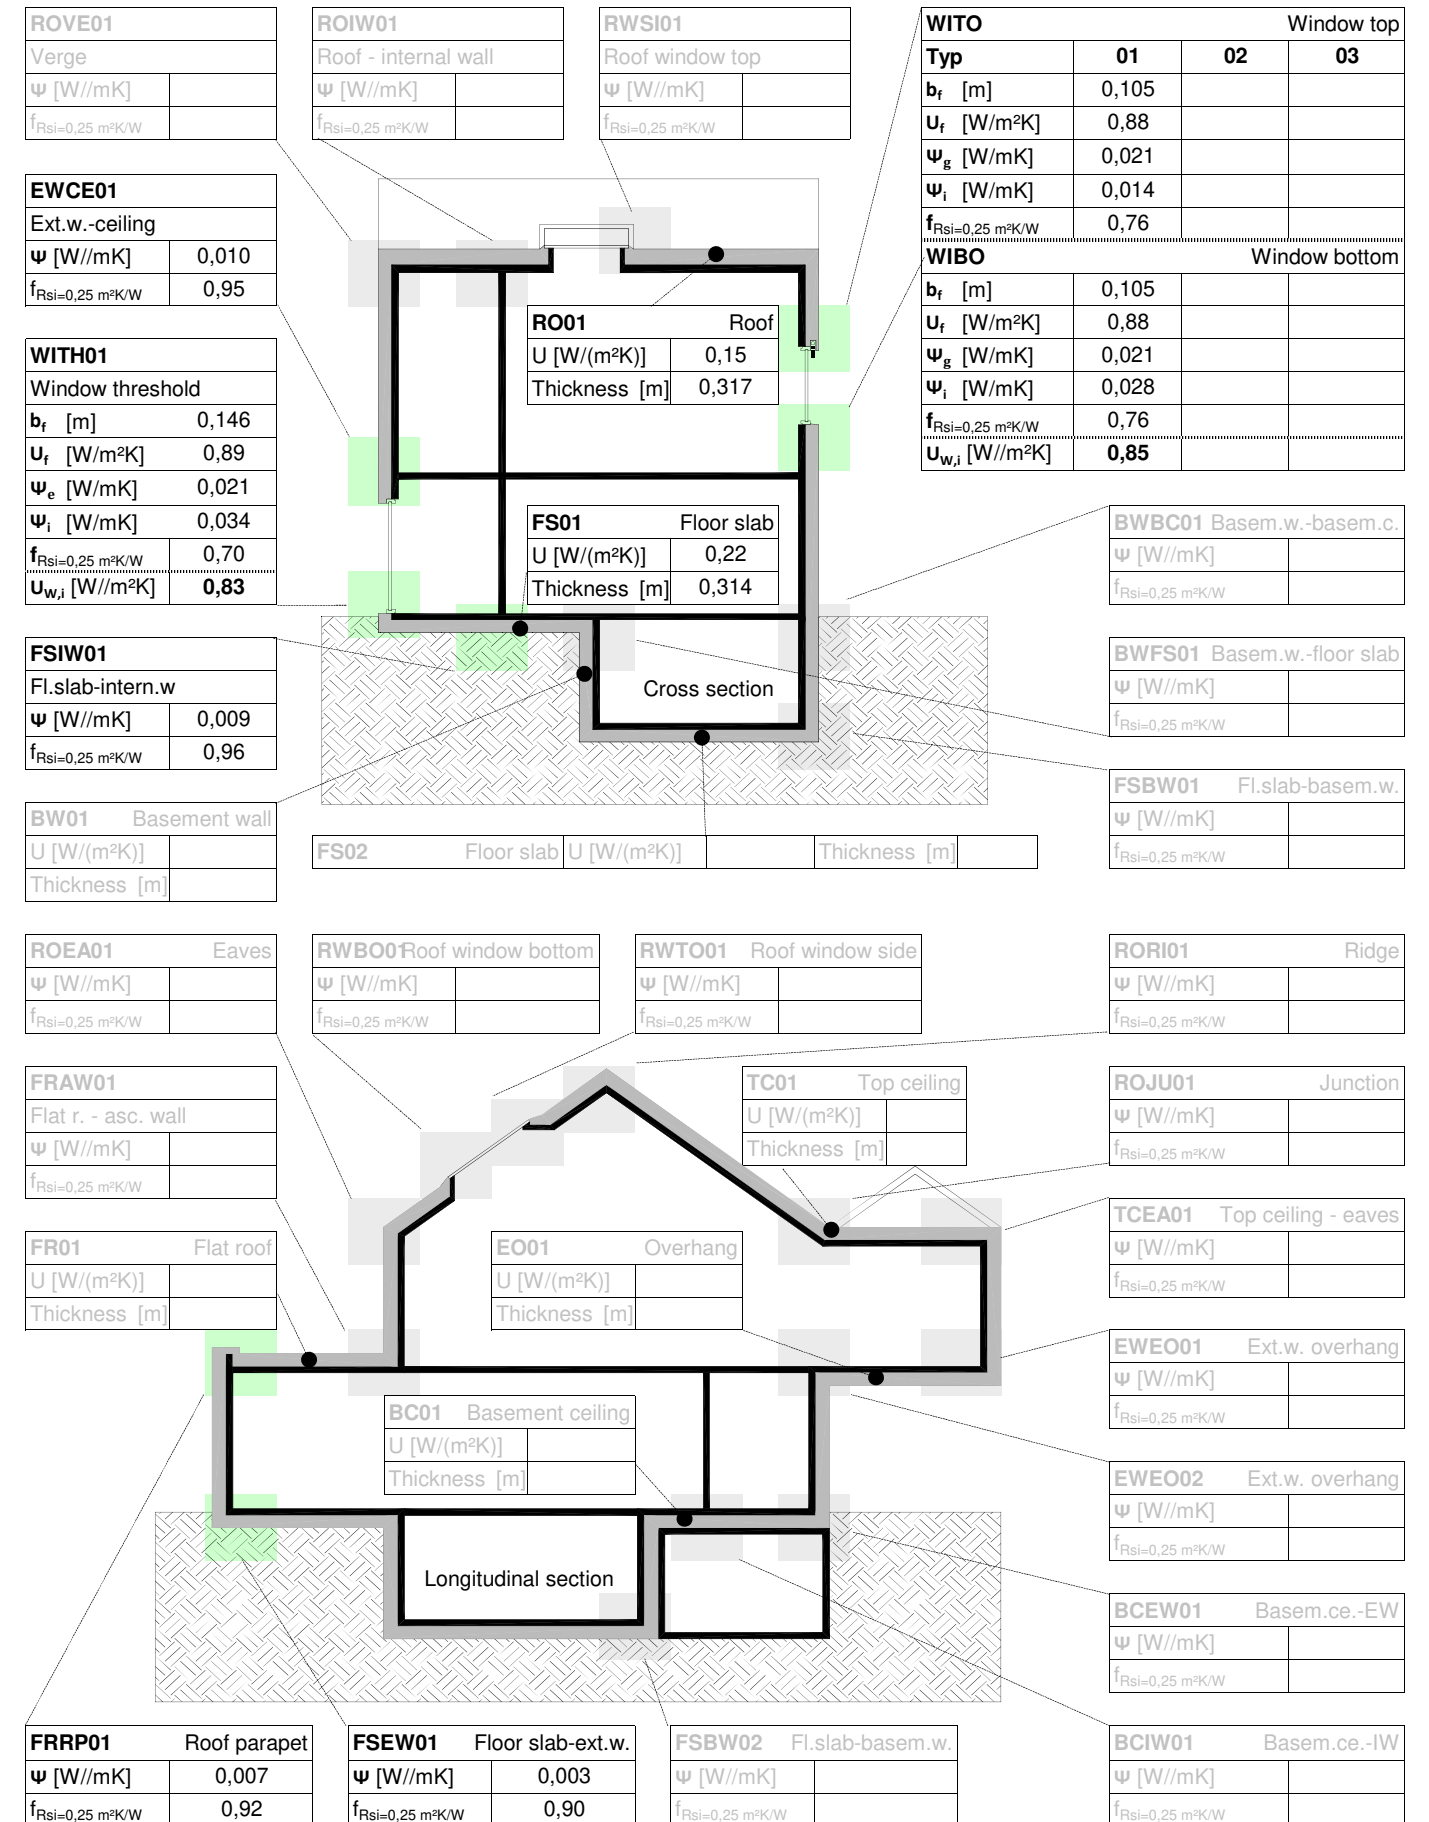 ROVE01
Verge
Ψ [W//mK]
fRsi=0,25 m²K/W
ROIW01
Roof - internal wall
Ψ [W//mK]
fRsi=0,25 m²K/W
RWSI01
Roof window top
Ψ [W//mK]
fRsi=0,25 m²K/W
WITO Window top
Typ 01 02 03
bf [m] 0,105
Uf [W/m²K] 0,88
Ψg [W/mK] 0,021
Ψi [W/mK] 0,014
fRsi=0,25 m²K/W 0,76
WIBO Window bottom
bf [m] 0,105
Uf [W/m²K] 0,88
Ψg [W/mK] 0,021
Ψi [W/mK] 0,028
fRsi=0,25 m²K/W 0,76
UW,i [W//m²K] 0,85
EWCE01
Ext.w.-ceiling
Ψ [W//mK] 0,010
fRsi=0,25 m²K/W 0,95
WITH01
Window threshold
bf [m] 0,146
Uf [W/m²K] 0,89
Ψe [W/mK] 0,021
Ψi [W/mK] 0,034
fRsi=0,25 m²K/W 0,70
UW,i [W//m²K] 0,83
RO01 Roof
U [W/(m²K)] 0,15
Thickness [m] 0,317
FS01 Floor slab
U [W/(m²K)] 0,22
Thickness [m] 0,314
BWBC01 Basem.w.-basem.c.
Ψ [W//mK]
fRsi=0,25 m²K/W
FSIW01
Fl.slab-intern.w
Ψ [W//mK] 0,009
fRsi=0,25 m²K/W 0,96
Cross section
BWFS01 Basem.w.-floor slab
Ψ [W//mK]
fRsi=0,25 m²K/W
FSBW01 Fl.slab-basem.w.
Ψ [W//mK]
fRsi=0,25 m²K/W
BW01 Basement wall
U [W/(m²K)]
Thickness [m]
FS02 Floor slab U [W/(m²K)] Thickness [m]
ROEA01 Eaves
Ψ [W//mK]
fRsi=0,25 m²K/W
RWBO01 Roof window bottom
Ψ [W//mK]
fRsi=0,25 m²K/W
RWTO01 Roof window side
Ψ [W//mK]
fRsi=0,25 m²K/W
RORI01 Ridge
Ψ [W//mK]
fRsi=0,25 m²K/W
FRAW01
Flat r. - asc. wall
Ψ [W//mK]
fRsi=0,25 m²K/W
TC01 Top ceiling
U [W/(m²K)]
Thickness [m]
ROJU01 Junction
Ψ [W//mK]
fRsi=0,25 m²K/W
TCEA01 Top ceiling - eaves
Ψ [W//mK]
fRsi=0,25 m²K/W
FR01 Flat roof
U [W/(m²K)]
Thickness [m]
EO01 Overhang
U [W/(m²K)]
Thickness [m]
EWEO01 Ext.w. overhang
Ψ [W//mK]
fRsi=0,25 m²K/W
BC01 Basement ceiling
U [W/(m²K)]
Thickness [m]
EWEO02 Ext.w. overhang
Ψ [W//mK]
fRsi=0,25 m²K/W
Longitudinal section
BCEW01 Basem.ce.-EW
Ψ [W//mK]
fRsi=0,25 m²K/W
FRRP01 Roof parapet
Ψ [W//mK] 0,007
fRsi=0,25 m²K/W 0,92
FSEW01 Floor slab-ext.w.
Ψ [W//mK] 0,003
fRsi=0,25 m²K/W 0,90
FSBW02 Fl.slab-basem.w.
Ψ [W//mK]
fRsi=0,25 m²K/W
BCIW01 Basem.ce.-IW
Ψ [W//mK]
fRsi=0,25 m²K/W